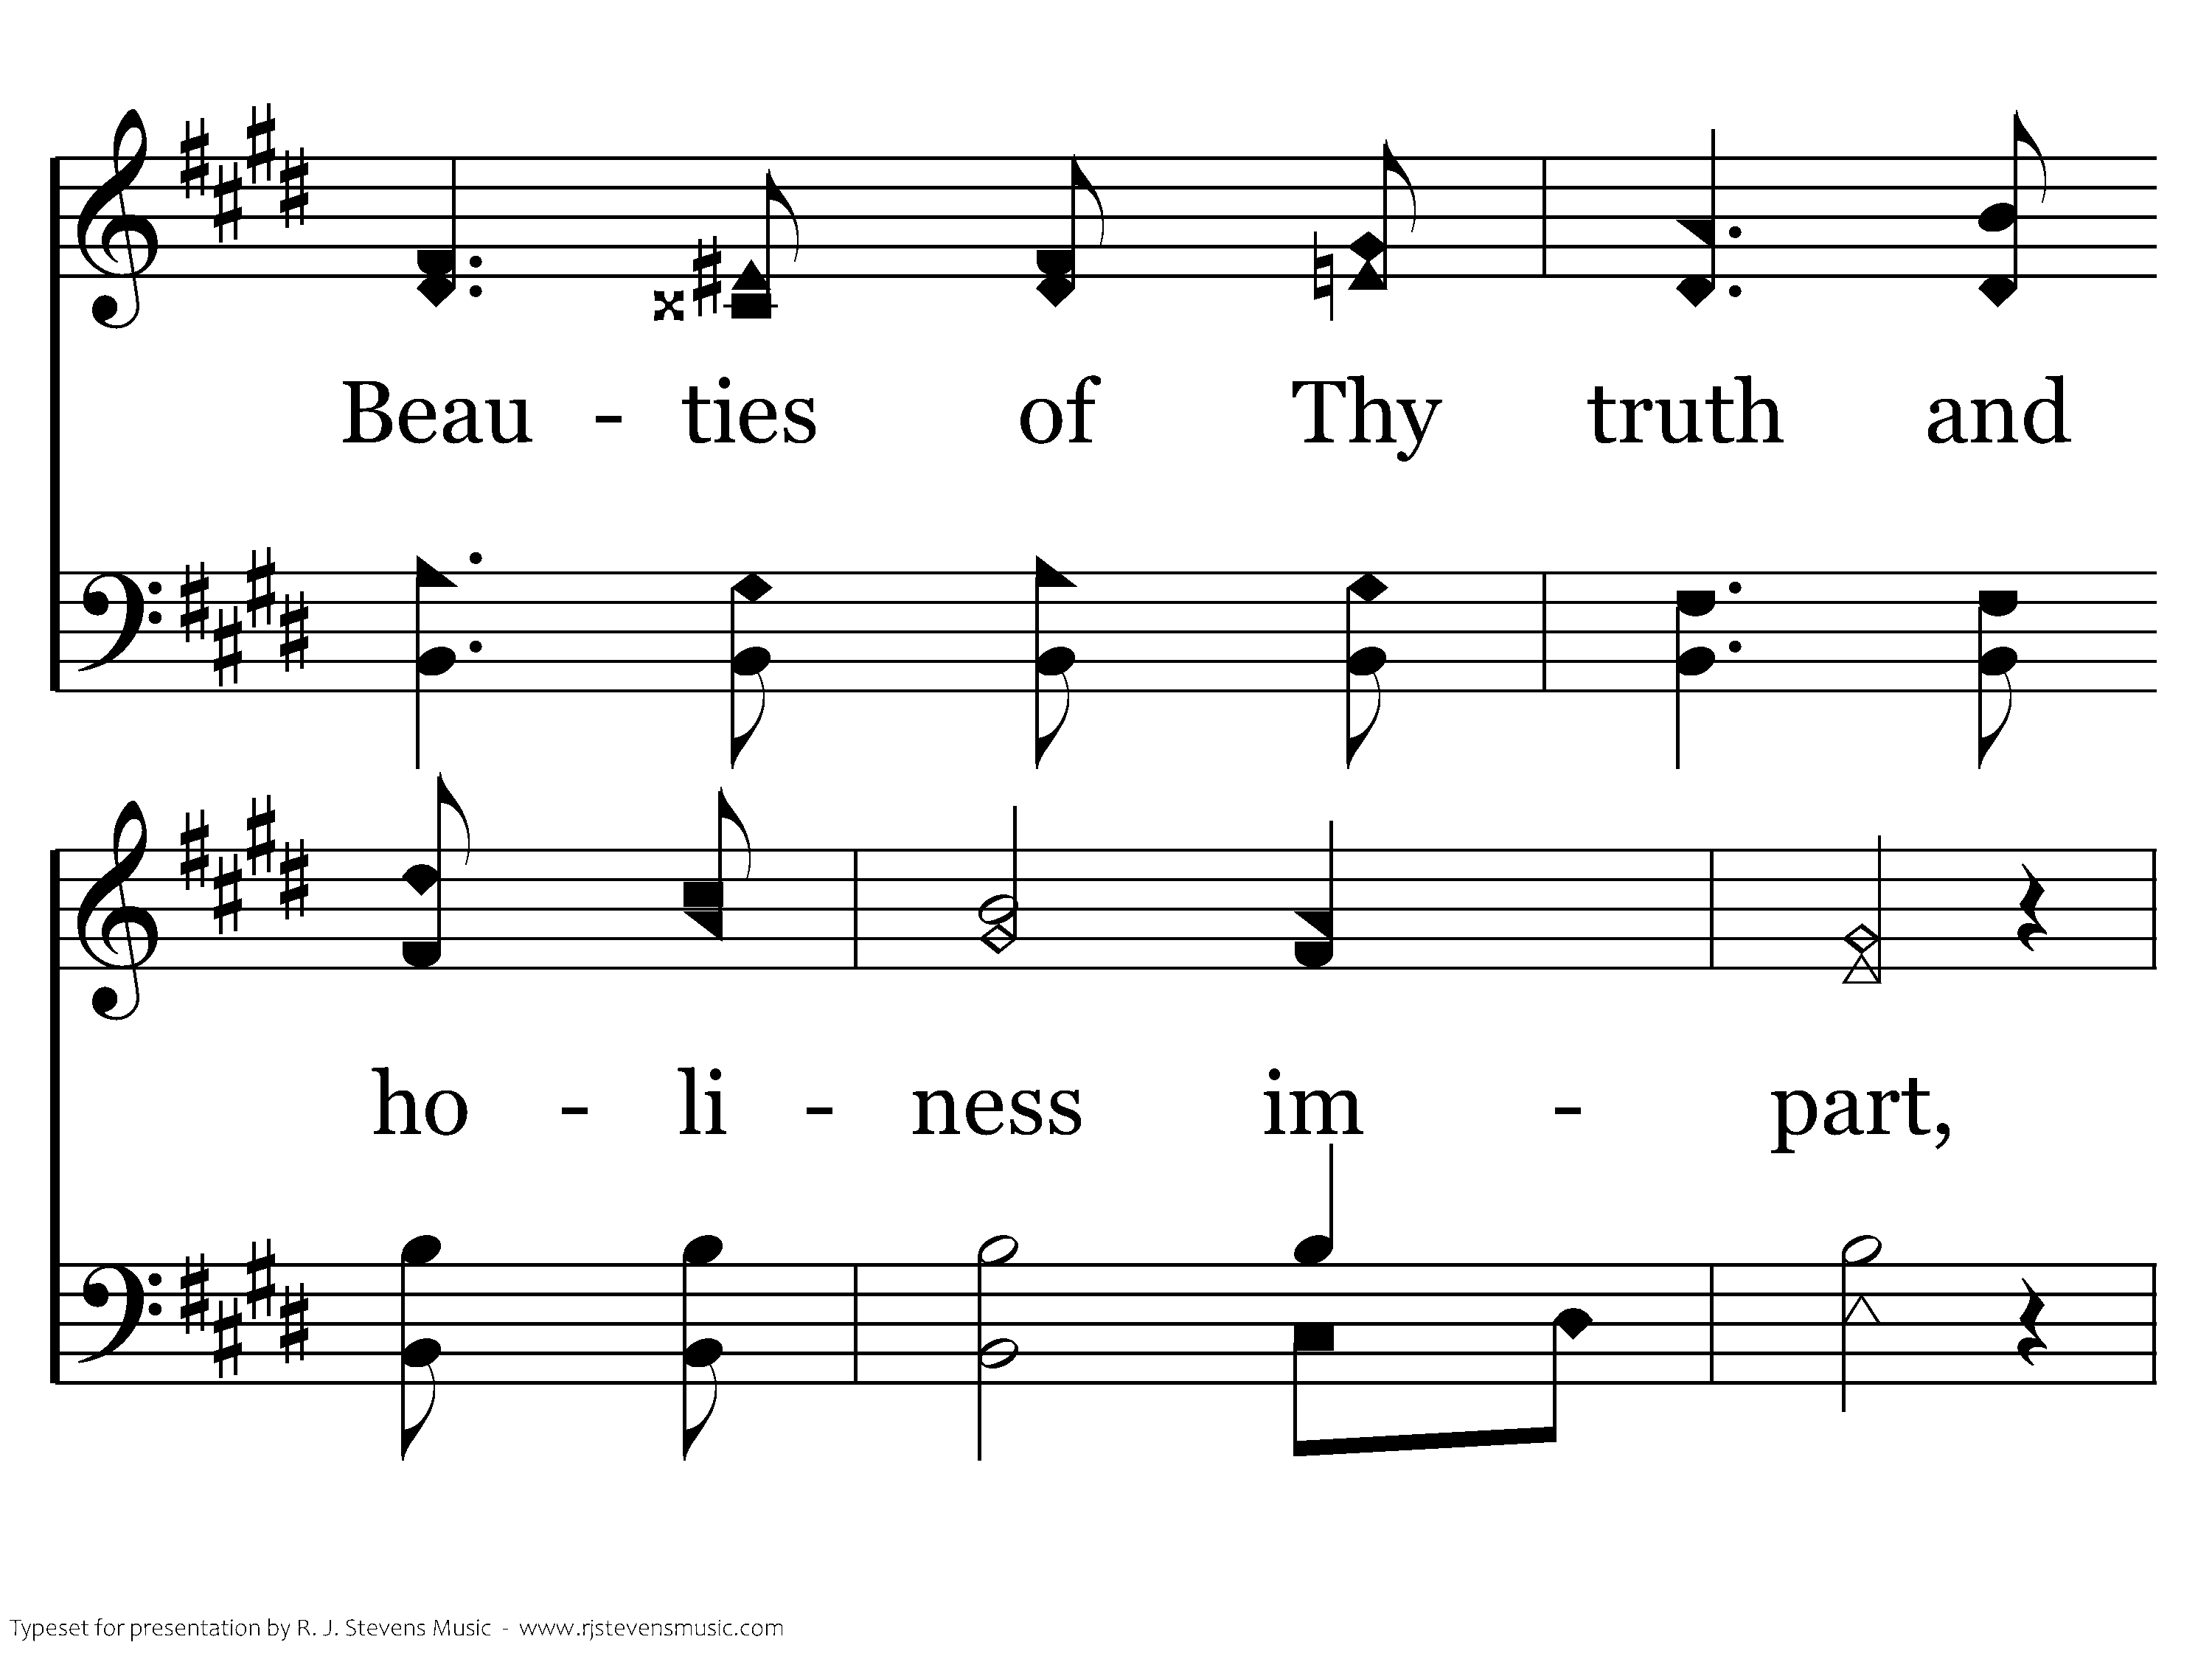 Beau - ties of Thy truth and
ho - li - ness im - part,
Typeset for presentation by R. J. Stevens Music - www.rjstevensmusic.com